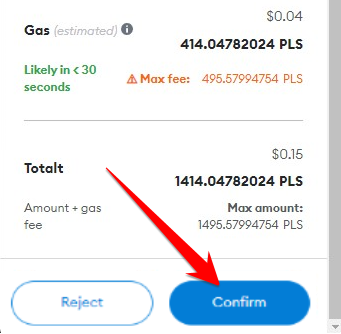 $0.04
Gas (estimated) 414.04782024 PLS
Likely in < 30 seconds
Max fee: 495.57994754 PLS
$0.15
Totalt 1414.04782024 PLS
Amount + gas fee
Max amount:
1495.57994754 PLS
Reject Confirm